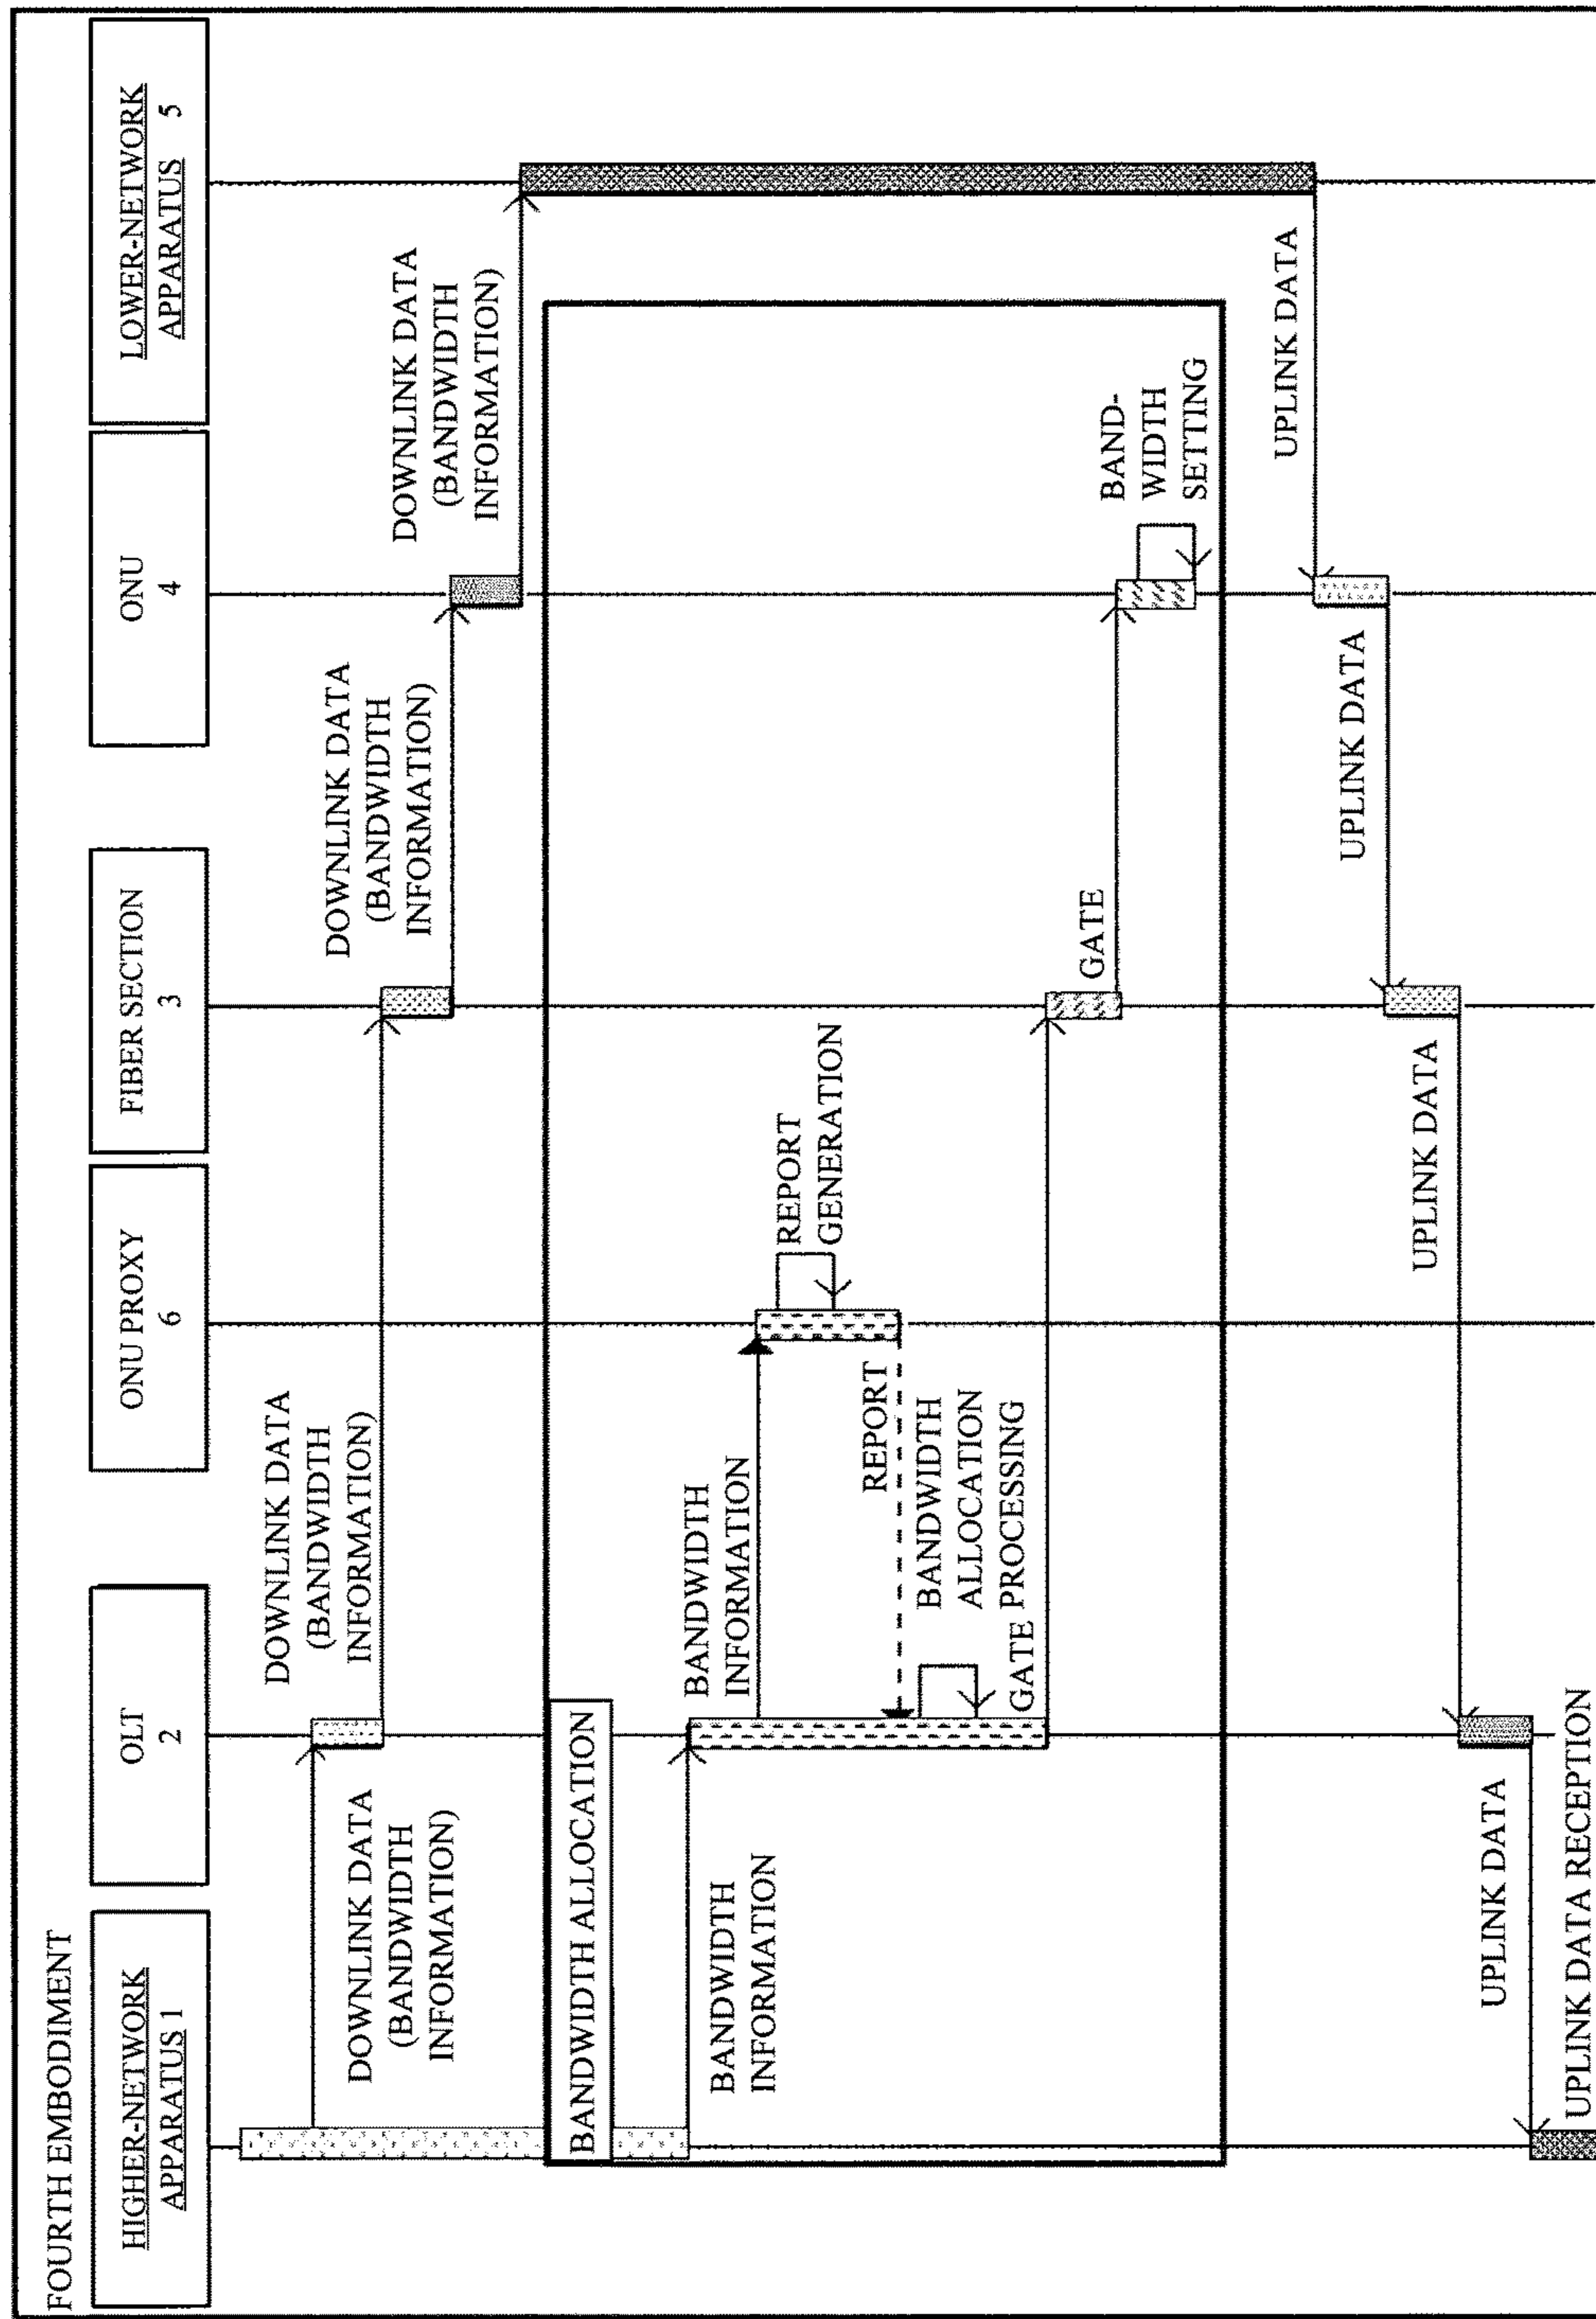 FOURTH EMBODIMENT
HIGHER-NETWORK
APPARATUS 1
OLT
2
ONU PROXY
6
FIBER SECTION
3
ONU
4
LOWER-NETWORK
APPARATUS 5
DOWNLINK DATA
(BANDWIDTH
INFORMATION)
DOWNLINK DATA
(BANDWIDTH
INFORMATION)
DOWNLINK DATA
(BANDWIDTH
INFORMATION)
DOWNLINK DATA
(BANDWIDTH
INFORMATION)
BANDWIDTH ALLOCATION
BANDWIDTH
INFORMATION
BANDWIDTH
INFORMATION
REPORT
GENERATION
REPORT
BANDWIDTH
ALLOCATION
PROCESSING
GATE
GATE
BAND-
WIDTH
SETTING
UPLINK DATA
UPLINK DATA
UPLINK DATA
UPLINK DATA
UPLINK DATA RECEPTION